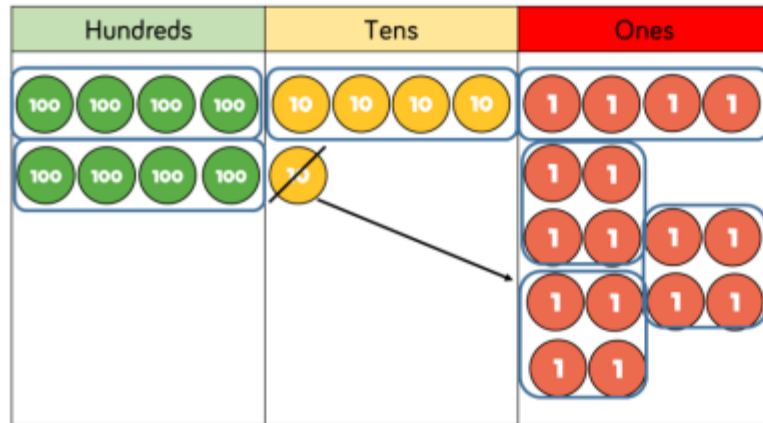 Hundreds Tens Ones
100 100 100 100 10 10 10 10 1 1 1 1
100 100 100 100 10 1 1
1 1 1 1
1 1 1 1
1 1